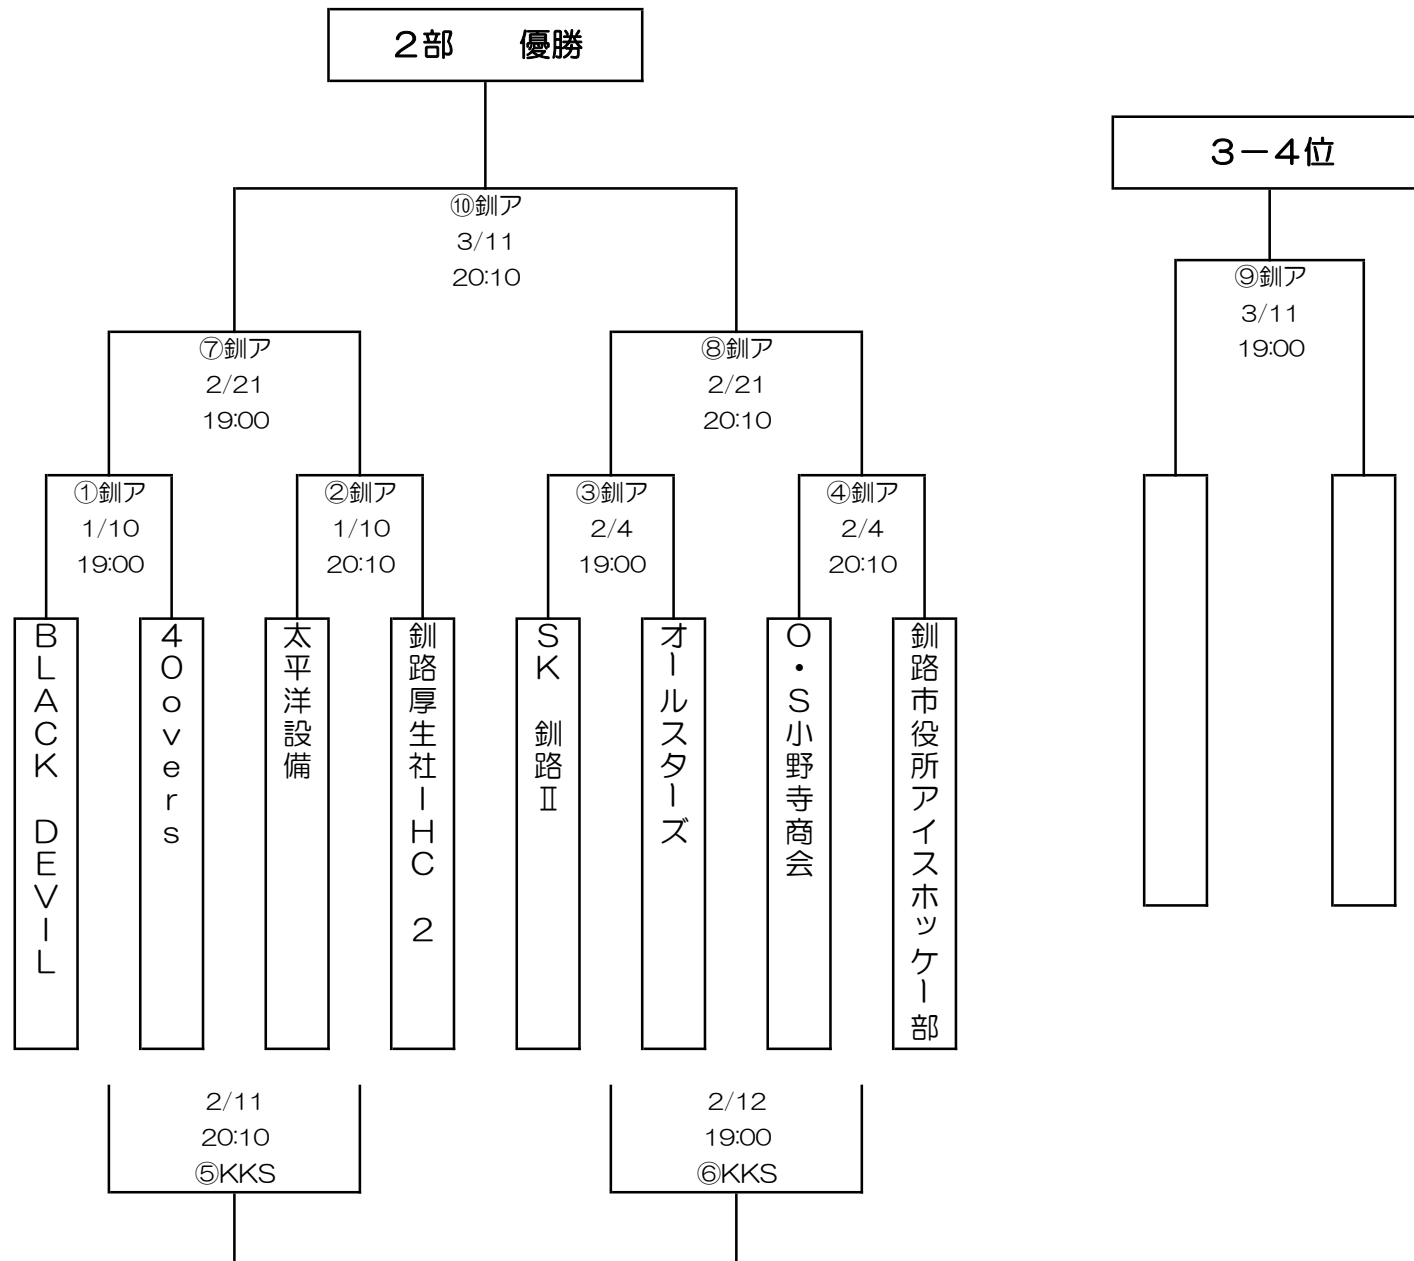 ２部　　優勝
３－４位
⑩釧ア
3/11
20:10
⑨釧ア
3/11
19:00
⑦釧ア
2/21
19:00
⑧釧ア
2/21
20:10
①釧ア
1/10
19:00
②釧ア
1/10
20:10
③釧ア
2/4
19:00
④釧ア
2/4
20:10
ＢＬＡＣＫ　ＤＥＶＩＬ
４０ｏｖｅｒｓ
太平洋設備
釧路厚生社ＩＨＣ　２
ＳＫ　釧路Ⅱ
オールスターズ
Ｏ・Ｓ小野寺商会
釧路市役所アイスホッケー部
2/11
20:10
⑤KKS
2/12
19:00
⑥KKS